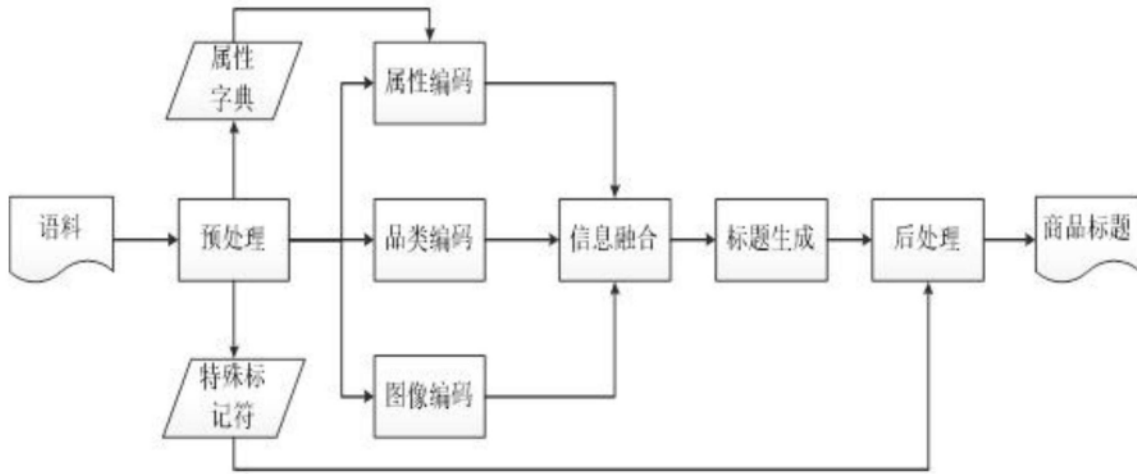 属性
字典
属性编码
语料
预处理
品类编码
信息融合
标题生成
后处理
商品标题
特殊标
记符
图像编码